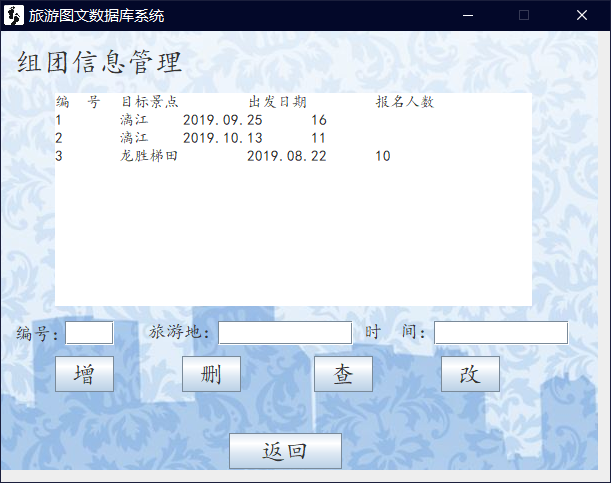 旅游图文数据库系统
组团信息管理
编 号 目标景点 出发日期 报名人数
1 漓江 2019.09.25 16
2 漓江 2019.10.13 11
3 龙胜梯田 2019.08.22 10
编号: 旅游地: 时 间:
增 删 查 改
返回